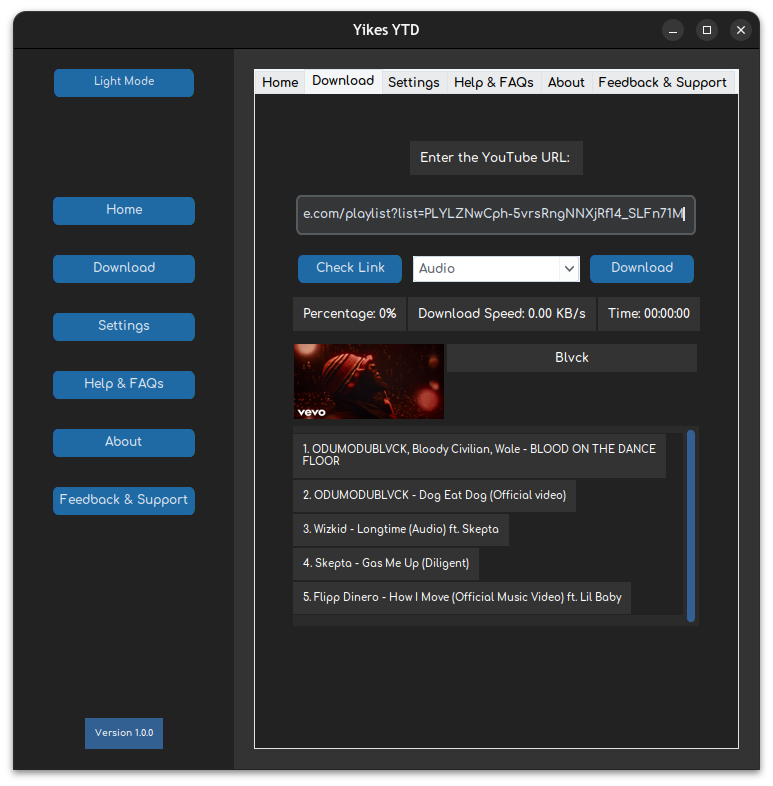 Yikes YTD
Light Mode
Home
Download
Settings
Help & FAQs
About
Feedback & Support
Version 1.0.0
Home Download Settings Help & FAQs About Feedback & Support
Enter the YouTube URL:
e.com/playlist?list=PLYLZNwCph-5vrsRngNNXjRf14_SLFn71M
Check Link Audio Download
Percentage: 0% Download Speed: 0.00 KB/s Time: 00:00:00
vevo
Blvck
1. ODUMODUBLVCK, Bloody Civilian, Wale - BLOOD ON THE DANCE
FLOOR
2. ODUMODUBLVCK - Dog Eat Dog (Official video)
3. Wizkid - Longtime (Audio) ft. Skepta
4. Skepta - Gas Me Up (Diligent)
5. Flipp Dinero - How I Move (Official Music Video) ft. Lil Baby